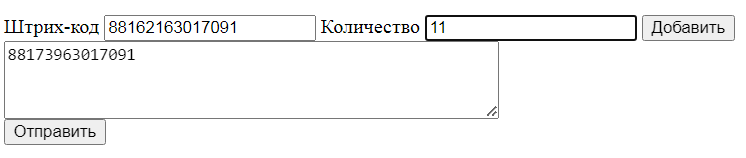 Штрих-код 88162163017091 Количество 11 Добавить
88173963017091
Отправить